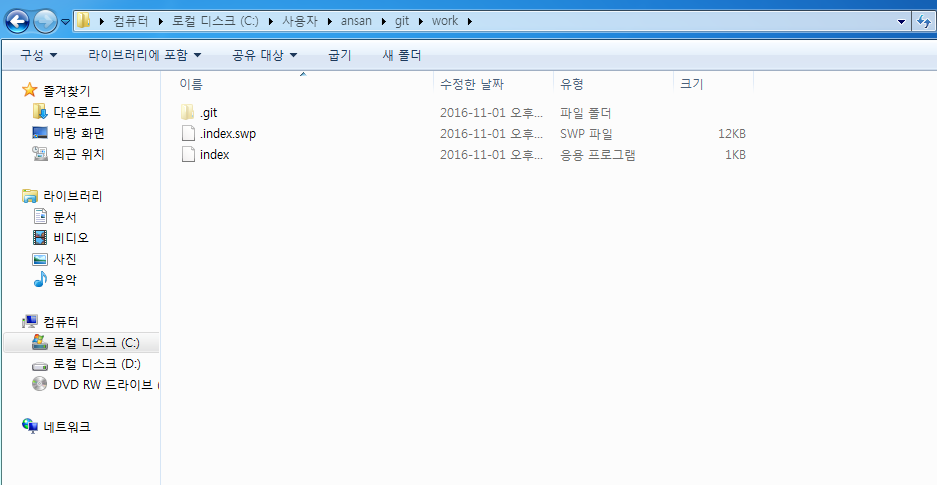 컴퓨터 로컬 디스크 (C:) 사용자 ansan git work
구성 라이브러리에 포함 공유 대상 굽기 새 폴더
이름 수정한 날짜 유형 크기
즐겨찾기
다운로드
바탕 화면
최근 위치
라이브러리
문서
비디오
사진
음악
컴퓨터
로컬 디스크 (C:)
로컬 디스크 (D:)
DVD RW 드라이브 (
네트워크
.git 2016-11-01 오후... 파일 폴더
.index.swp 2016-11-01 오후... SWP 파일 12KB
index 2016-11-01 오후... 응용 프로그램 1KB